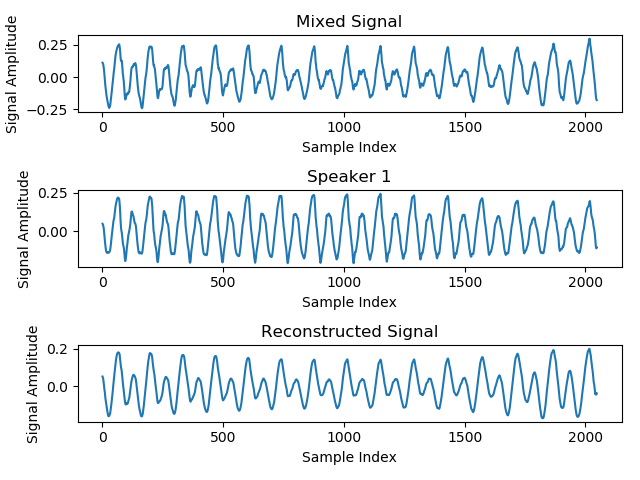 Mixed Signal
Signal Amplitude
0.25
0.00
−0.25
0 500 1000 1500 2000
Sample Index
Speaker 1
Signal Amplitude
0.25
0.00
0 500 1000 1500 2000
Sample Index
Reconstructed Signal
Signal Amplitude
0.2
0.0
0 500 1000 1500 2000
Sample Index